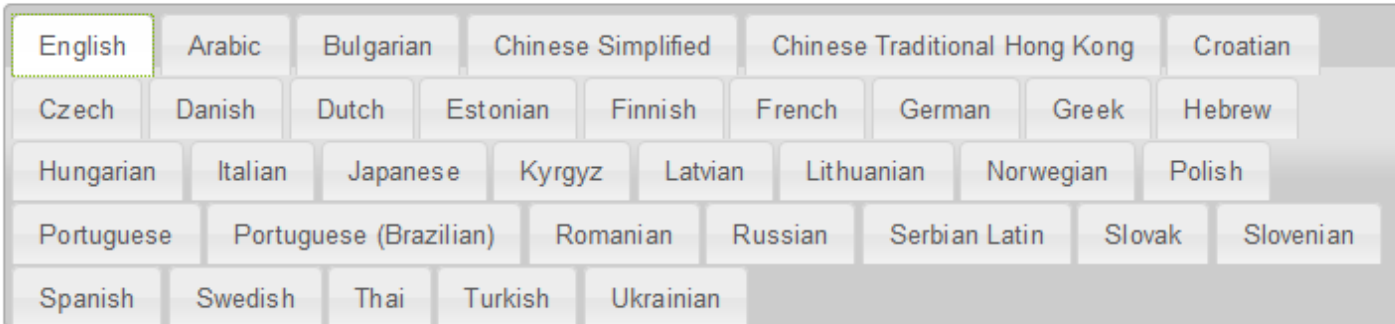 English Arabic Bulgarian Chinese Simplified Chinese Traditional Hong Kong Croatian
Czech Danish Dutch Estonian Finnish French German Greek Hebrew
Hungarian Italian Japanese Kyrgyz Latvian Lithuanian Norwegian Polish
Portuguese Portuguese (Brazilian) Romanian Russian Serbian Latin Slovak Slovenian
Spanish Swedish Thai Turkish Ukrainian